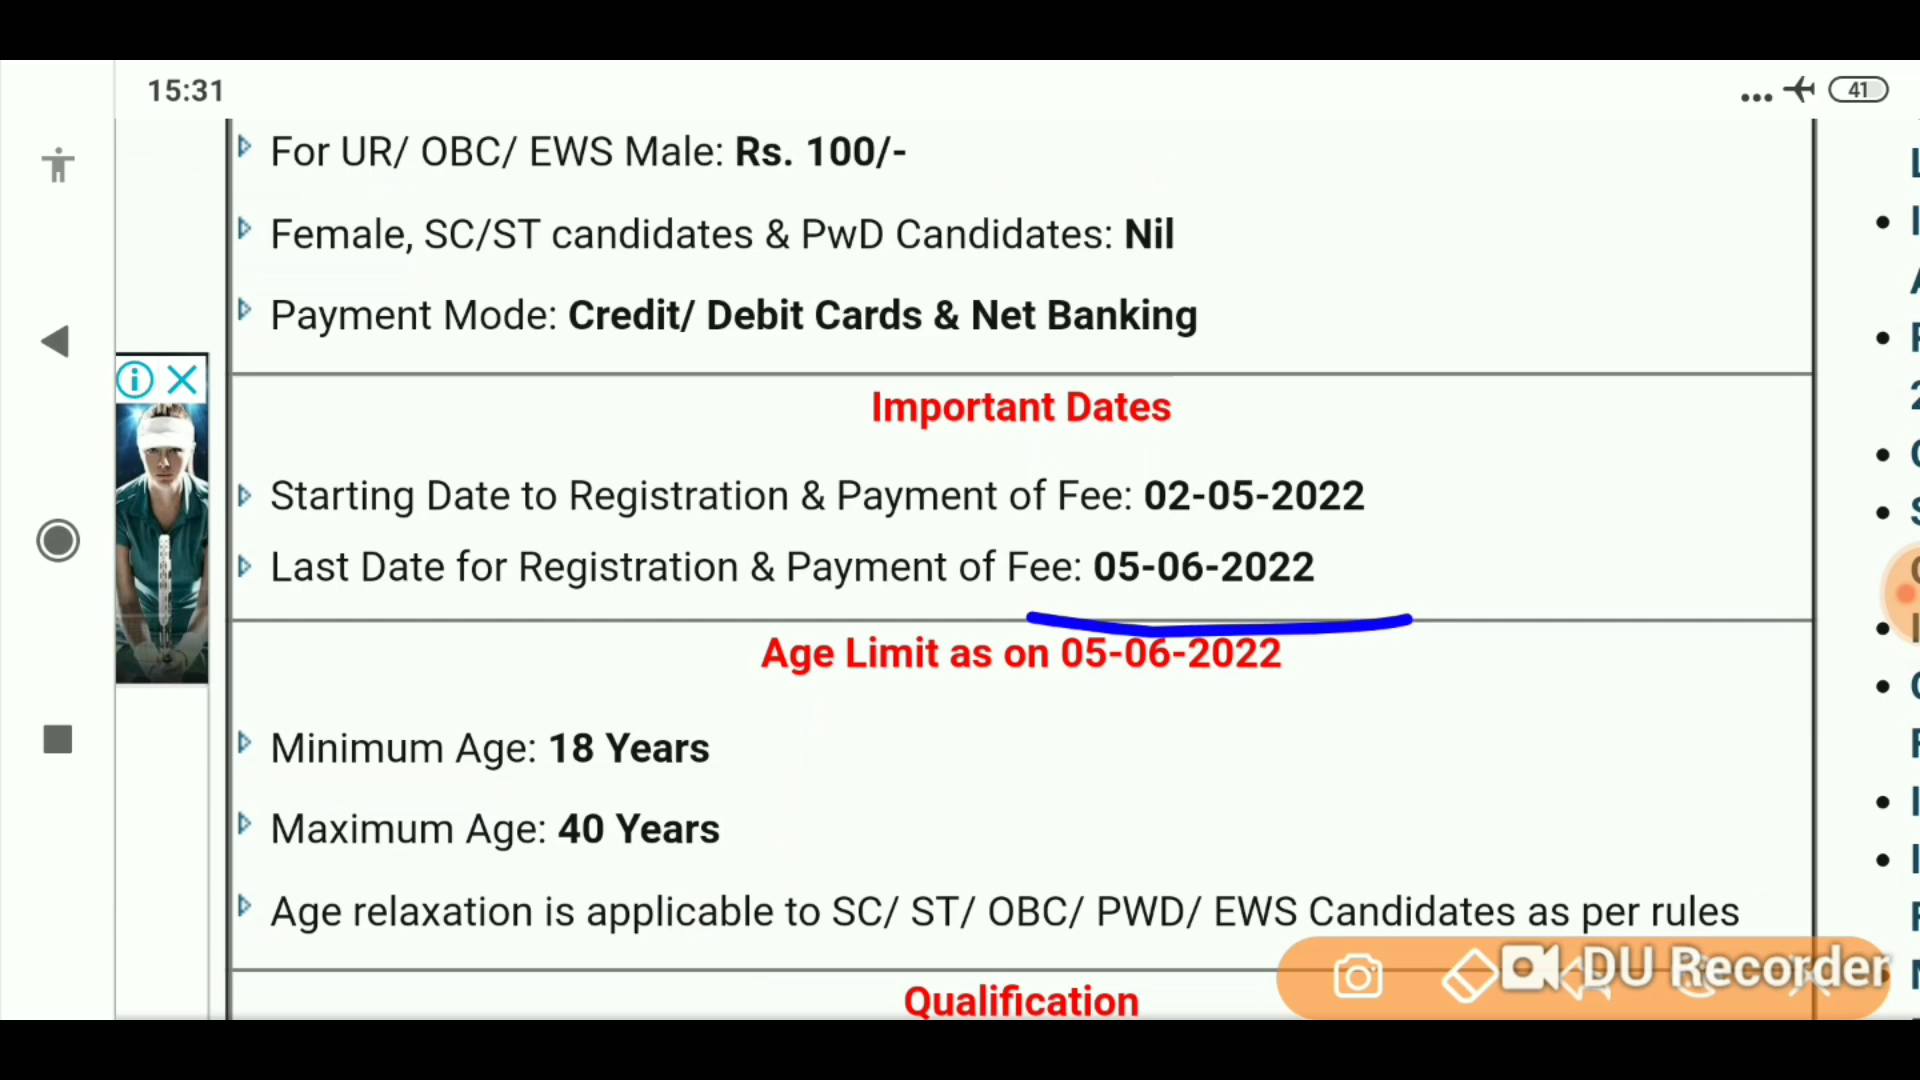 15:31
41
For UR/ OBC/ EWS Male: Rs. 100/-
Female, SC/ST candidates & PwD Candidates: Nil
Payment Mode: Credit/ Debit Cards & Net Banking
Important Dates
Starting Date to Registration & Payment of Fee: 02-05-2022
Last Date for Registration & Payment of Fee: 05-06-2022
Age Limit as on 05-06-2022
Minimum Age: 18 Years
Maximum Age: 40 Years
Age relaxation is applicable to SC/ ST/ OBC/ PWD/ EWS Candidates as per rules
DU Recorder
Qualification